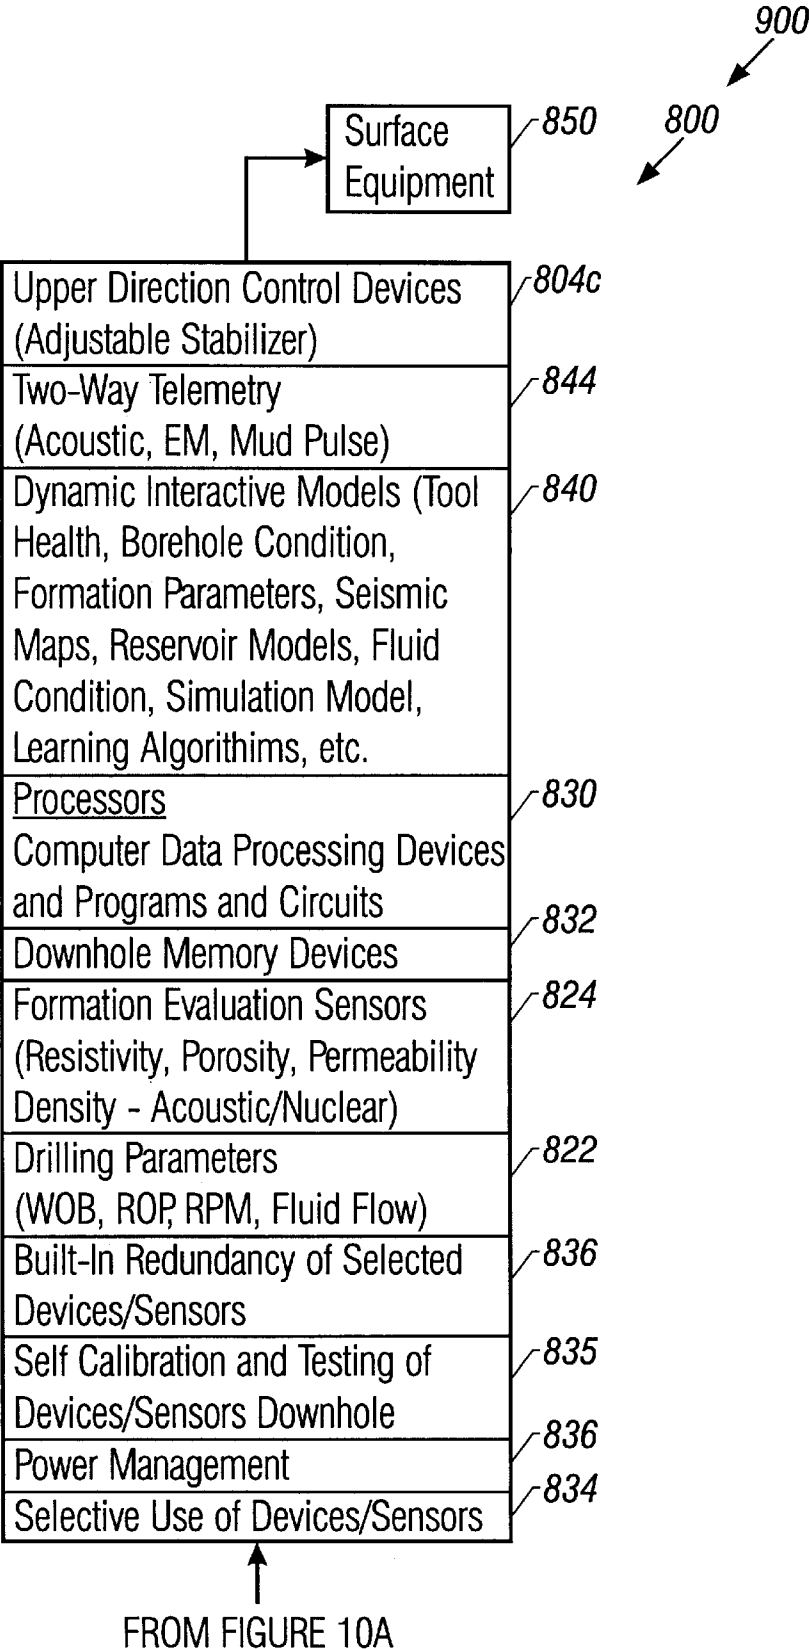 900
800
Surface
Equipment
850
Upper Direction Control Devices
(Adjustable Stabilizer)
804c
Two-Way Telemetry
(Acoustic, EM, Mud Pulse)
844
Dynamic Interactive Models (Tool
Health, Borehole Condition,
Formation Parameters, Seismic
Maps, Reservoir Models, Fluid
Condition, Simulation Model,
Learning Algorithims, etc.
840
Processors
Computer Data Processing Devices
and Programs and Circuits
830
Downhole Memory Devices
832
Formation Evaluation Sensors
(Resistivity, Porosity, Permeability
Density - Acoustic/Nuclear)
824
Drilling Parameters
(WOB, ROP, RPM, Fluid Flow)
822
Built-In Redundancy of Selected
Devices/Sensors
836
Self Calibration and Testing of
Devices/Sensors Downhole
835
Power Management
836
Selective Use of Devices/Sensors
834
FROM FIGURE 10A